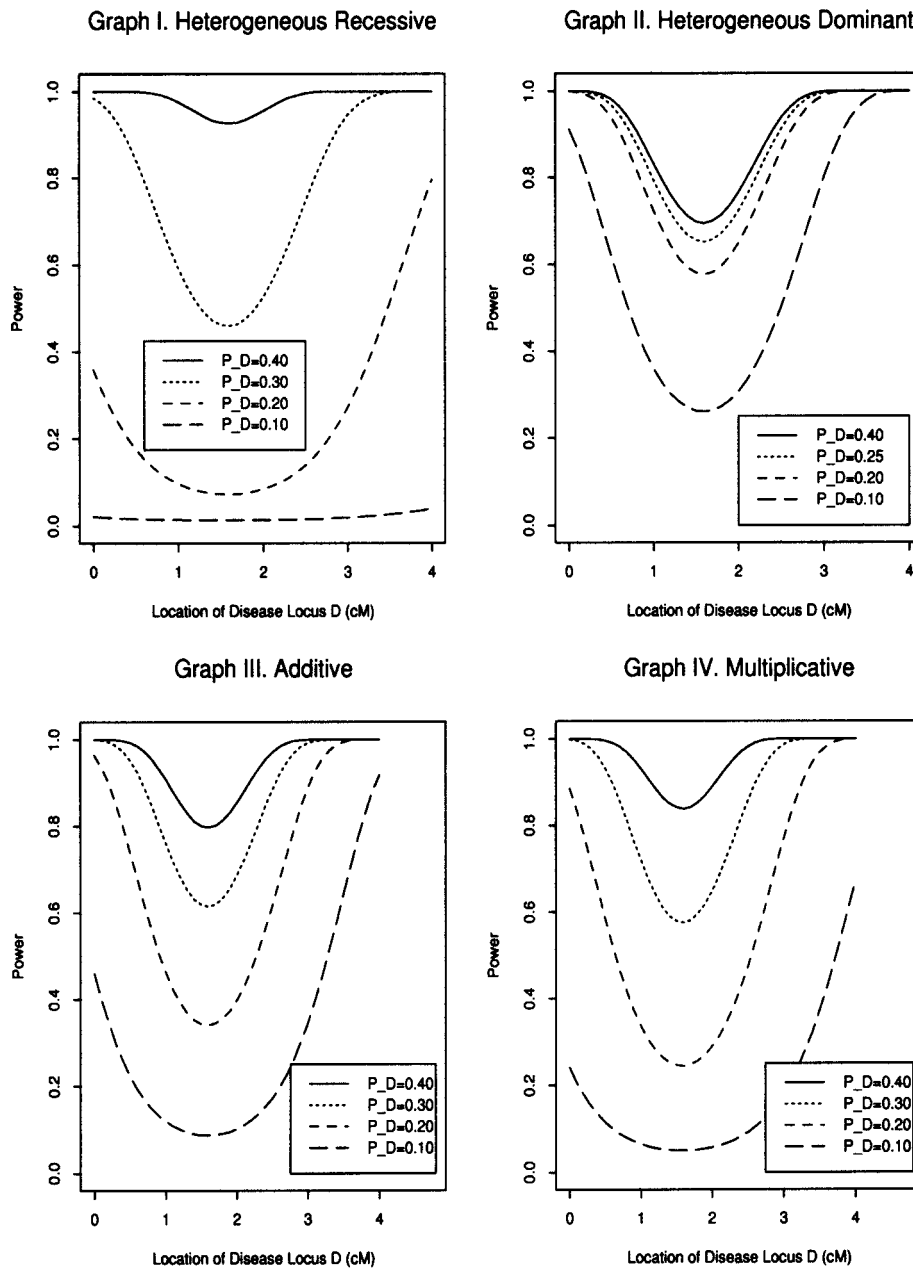 Graph I. Heterogeneous Recessive
Power
0.0 0.2 0.4 0.6 0.8 1.0
P_D=0.40
P_D=0.30
P_D=0.20
P_D=0.10
0 1 2 3 4
Location of Disease Locus D (cM)
Graph II. Heterogeneous Dominant
Power
0.0 0.2 0.4 0.6 0.8 1.0
P_D=0.40
P_D=0.25
P_D=0.20
P_D=0.10
0 1 2 3 4
Location of Disease Locus D (cM)
Graph III. Additive
Power
0.0 0.2 0.4 0.6 0.8 1.0
P_D=0.40
P_D=0.30
P_D=0.20
P_D=0.10
0 1 2 3 4
Location of Disease Locus D (cM)
Graph IV. Multiplicative
Power
0.0 0.2 0.4 0.6 0.8 1.0
P_D=0.40
P_D=0.30
P_D=0.20
P_D=0.10
0 1 2 3 4
Location of Disease Locus D (cM)